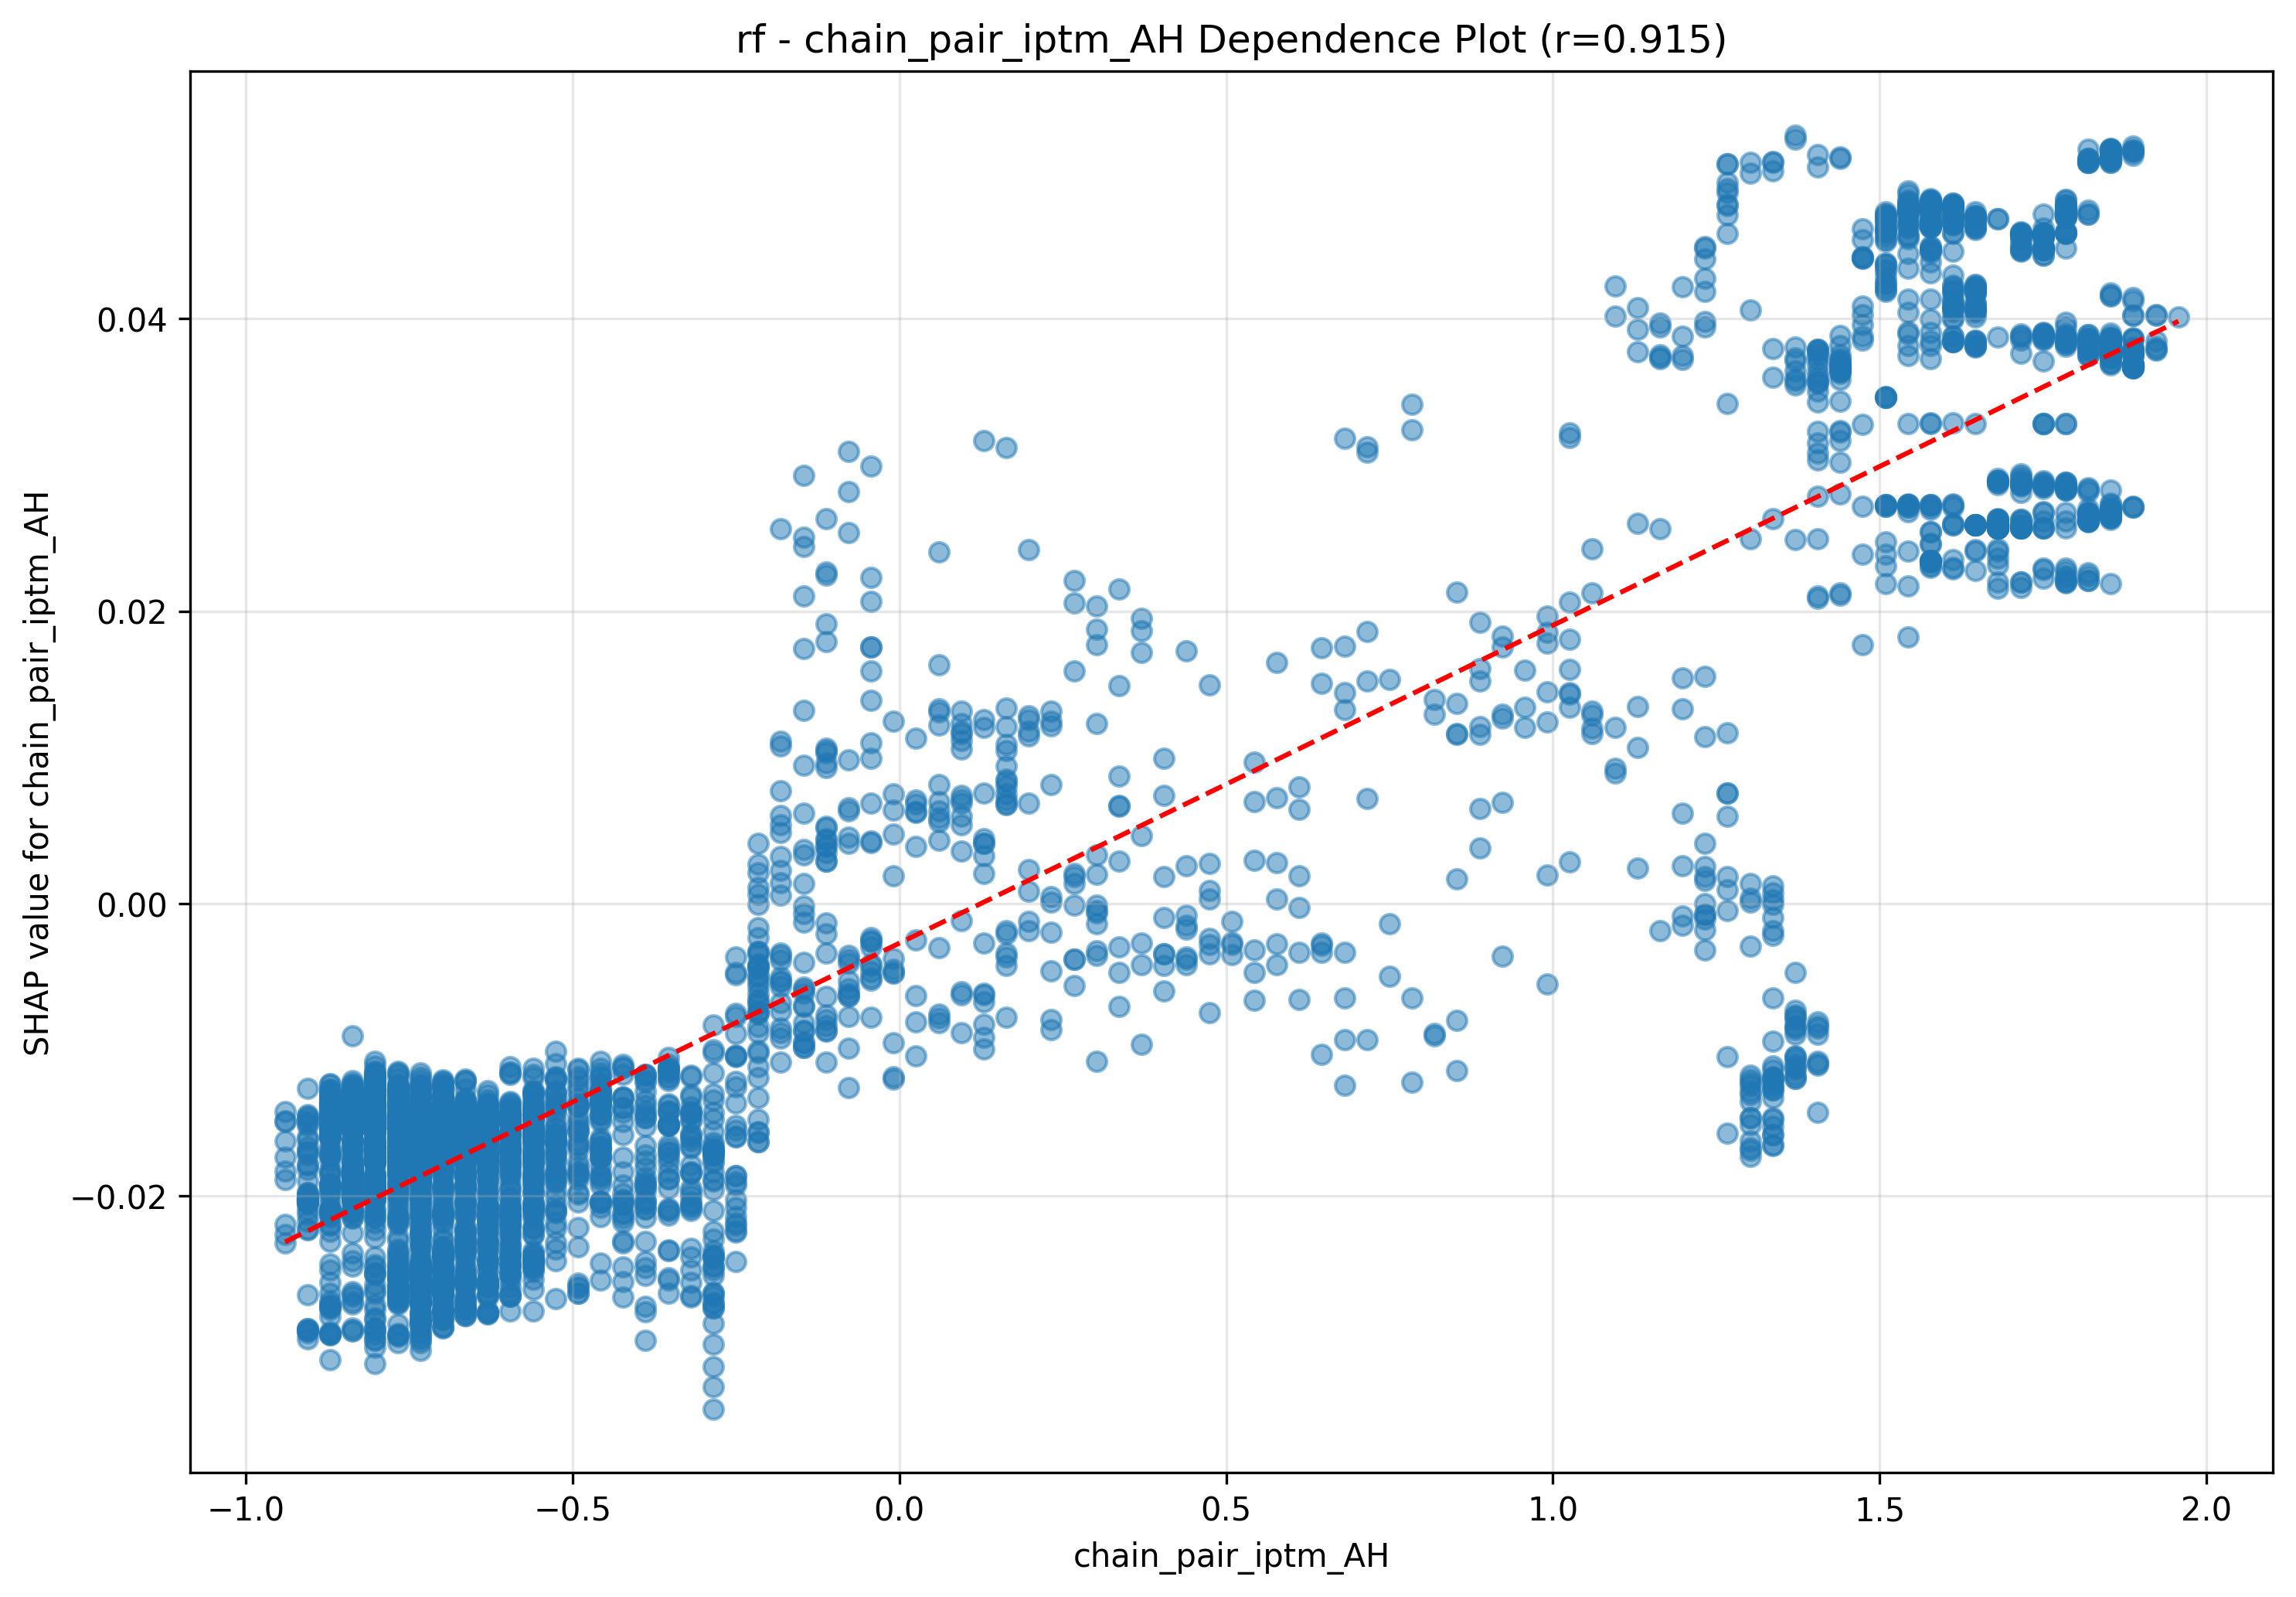 rf - chain_pair_iptm_AH Dependence Plot (r=0.915)
SHAP value for chain_pair_iptm_AH
0.04
0.02
0.00
−0.02
−1.0 −0.5 0.0 0.5 1.0 1.5 2.0
chain_pair_iptm_AH